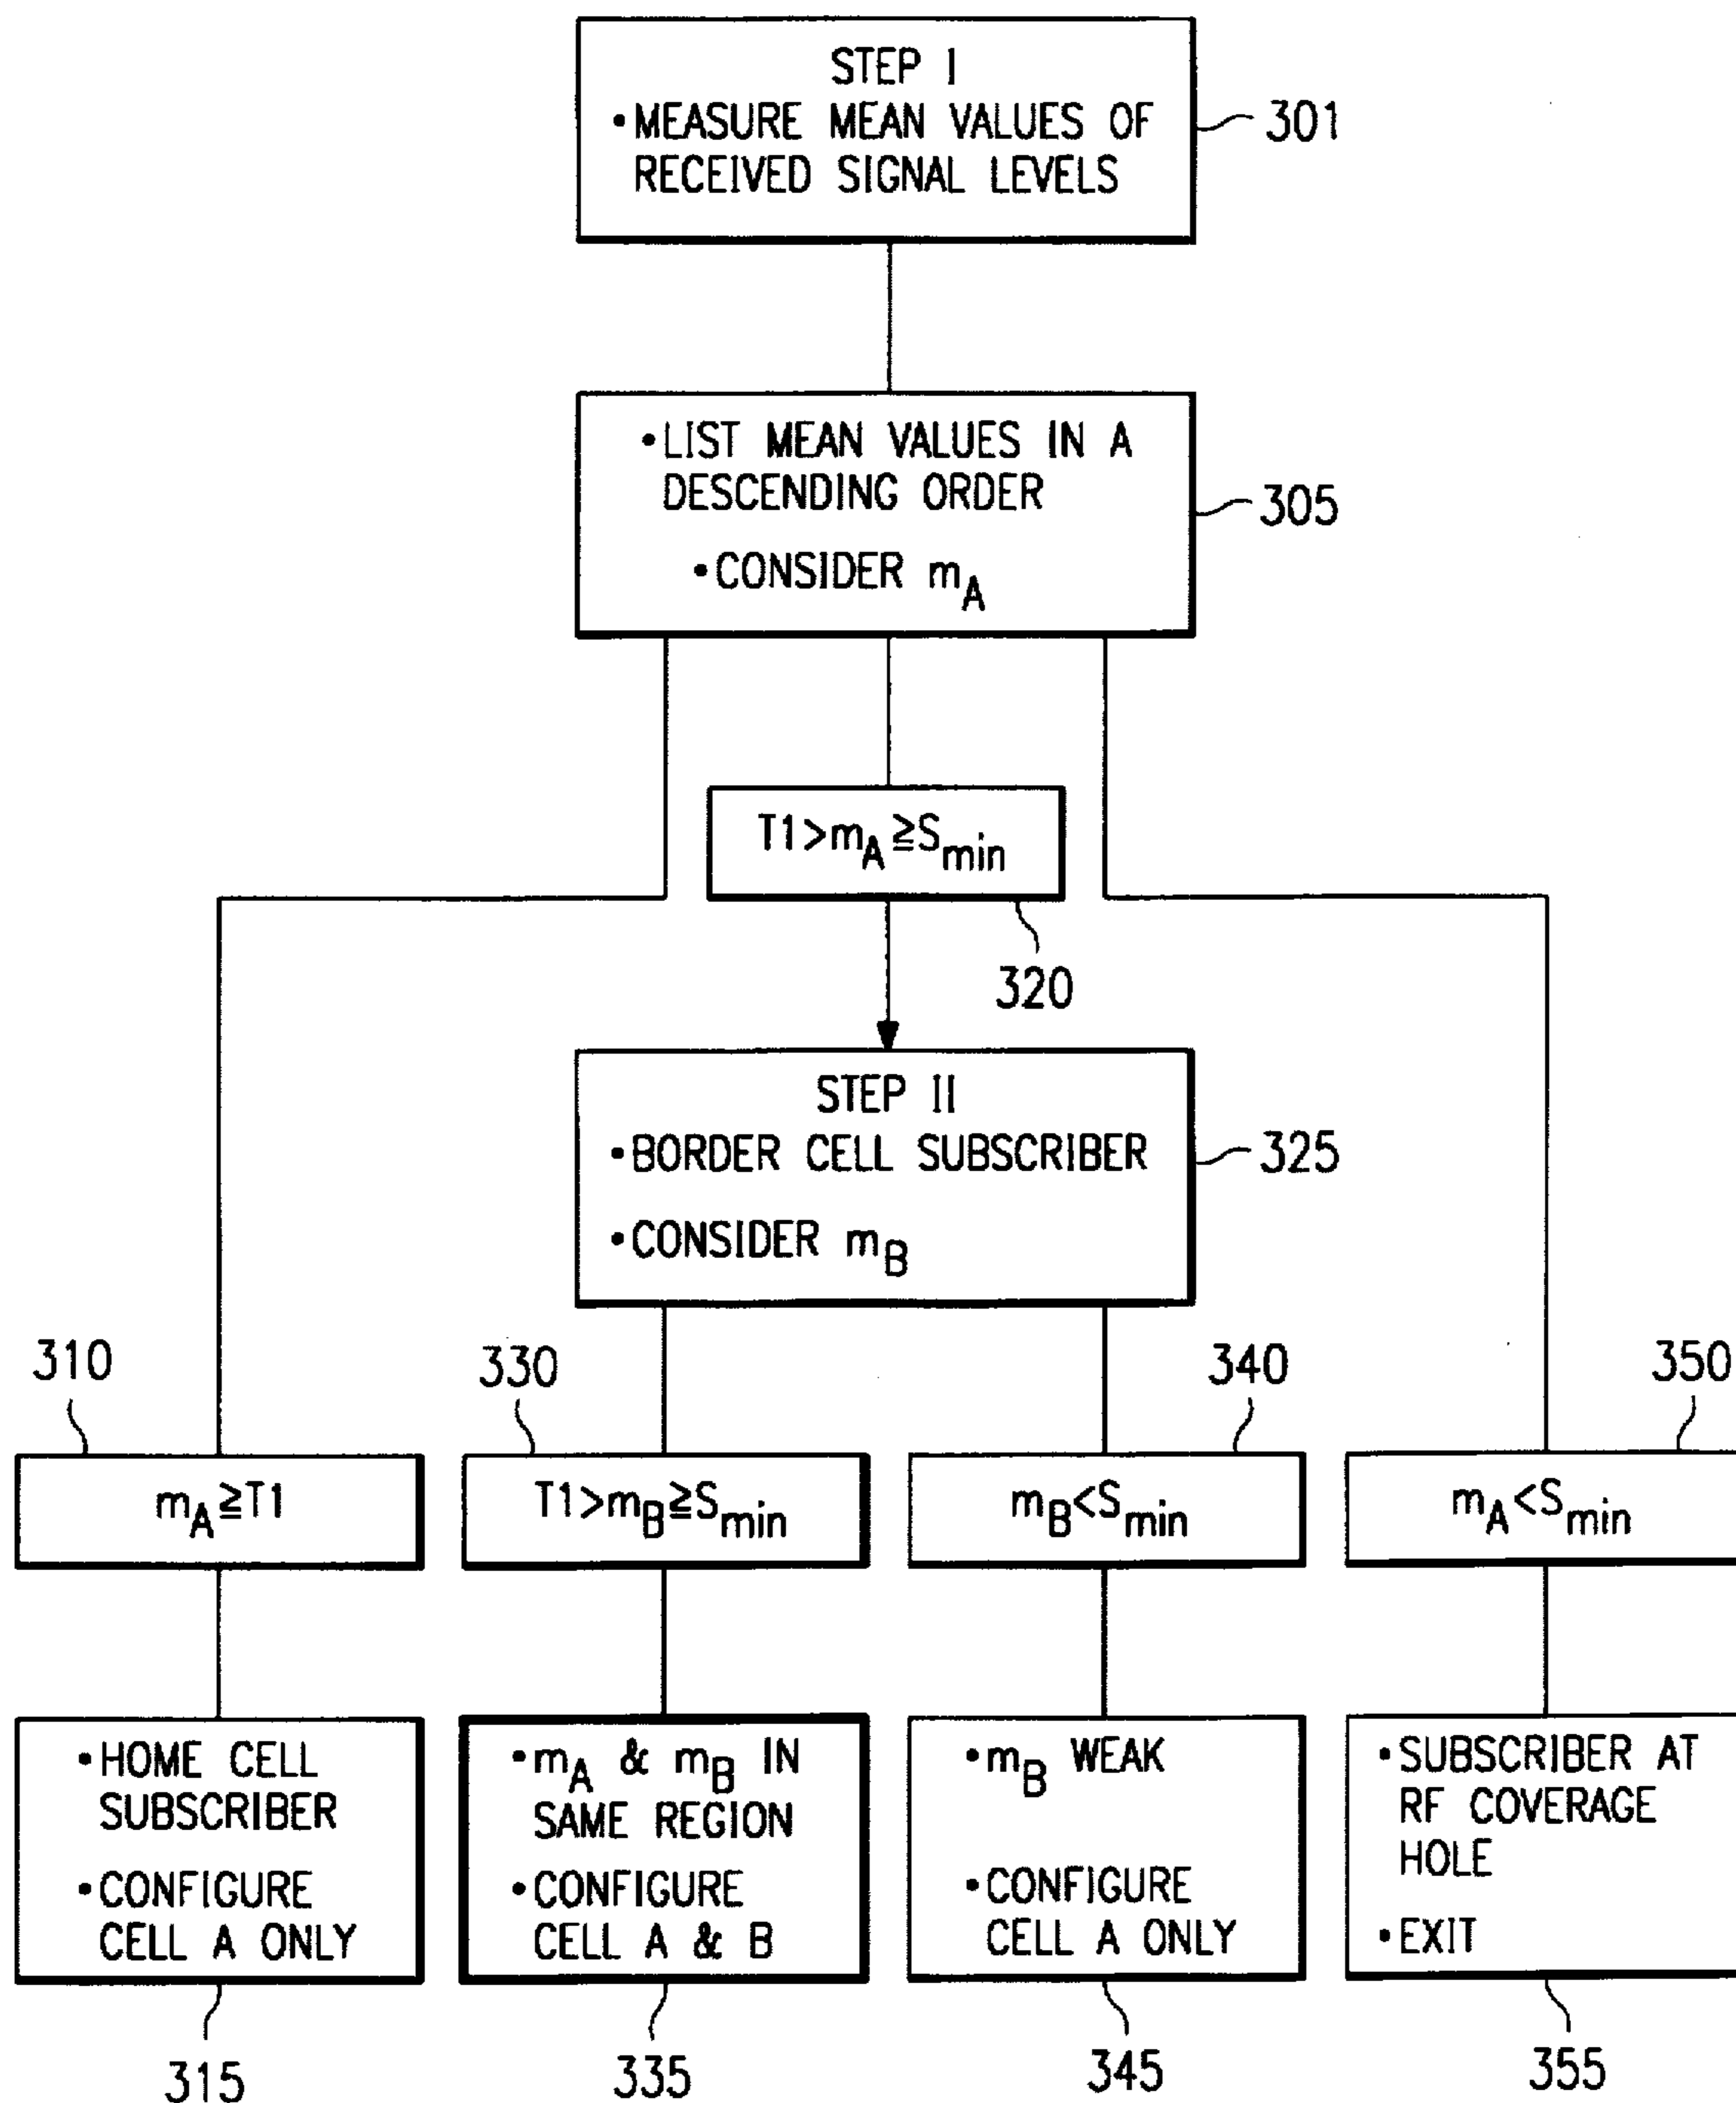 STEP I
•MEASURE MEAN VALUES OF
RECEIVED SIGNAL LEVELS
301
•LIST MEAN VALUES IN A
DESCENDING ORDER
•CONSIDER mA
305
T1>mA≧Smin
320
STEP II
•BORDER CELL SUBSCRIBER
•CONSIDER mB
325
310
330
340
350
mA≧T1
T1>mB≧Smin
mB<Smin
mA<Smin
•HOME CELL
SUBSCRIBER
•CONFIGURE
CELL A ONLY
315
•mA & mB IN
SAME REGION
•CONFIGURE
CELL A & B
335
•mB WEAK
•CONFIGURE
CELL A ONLY
345
•SUBSCRIBER AT
RF COVERAGE
HOLE
•EXIT
355